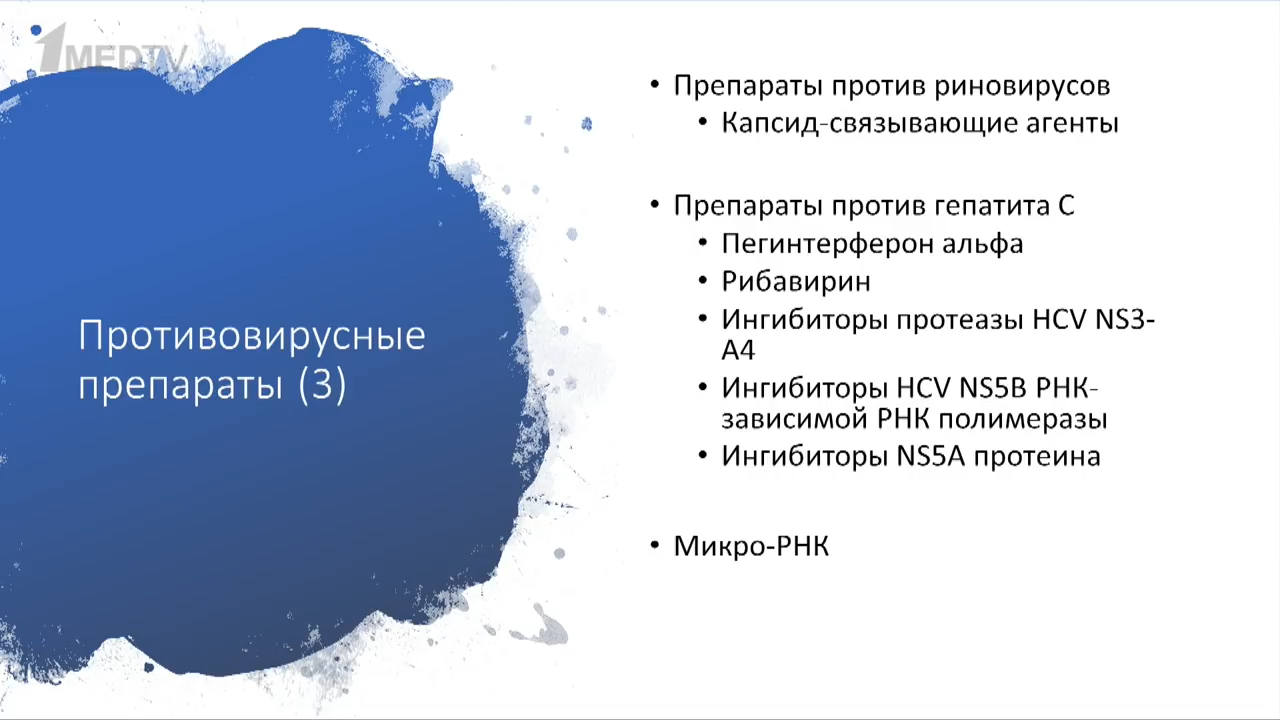 1MEDTV
Противовирусные
препараты (3)
• Препараты против риновирусов
• Капсид-связывающие агенты
• Препараты против гепатита С
• Пегинтерферон альфа
• Рибавирин
• Ингибиторы протеазы HCV NS3-
A4
• Ингибиторы HCV NS5B РНК-
зависимой РНК полимеразы
• Ингибиторы NS5A протеина
• Микро-РНК